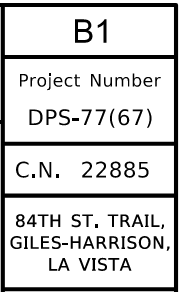 B1
Project Number
DPS-77(67)
C.N. 22885
84TH ST. TRAIL,
GILES-HARRISON,
LA VISTA